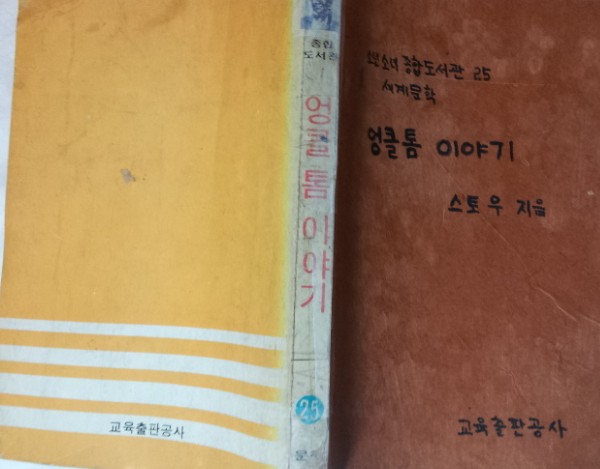 교육출판공사
종합
도서관
엉클톰 이야기
25
소녀 종합도서관 25
세계문학
엉클톰 이야기
스토우 지음
교육출판공사